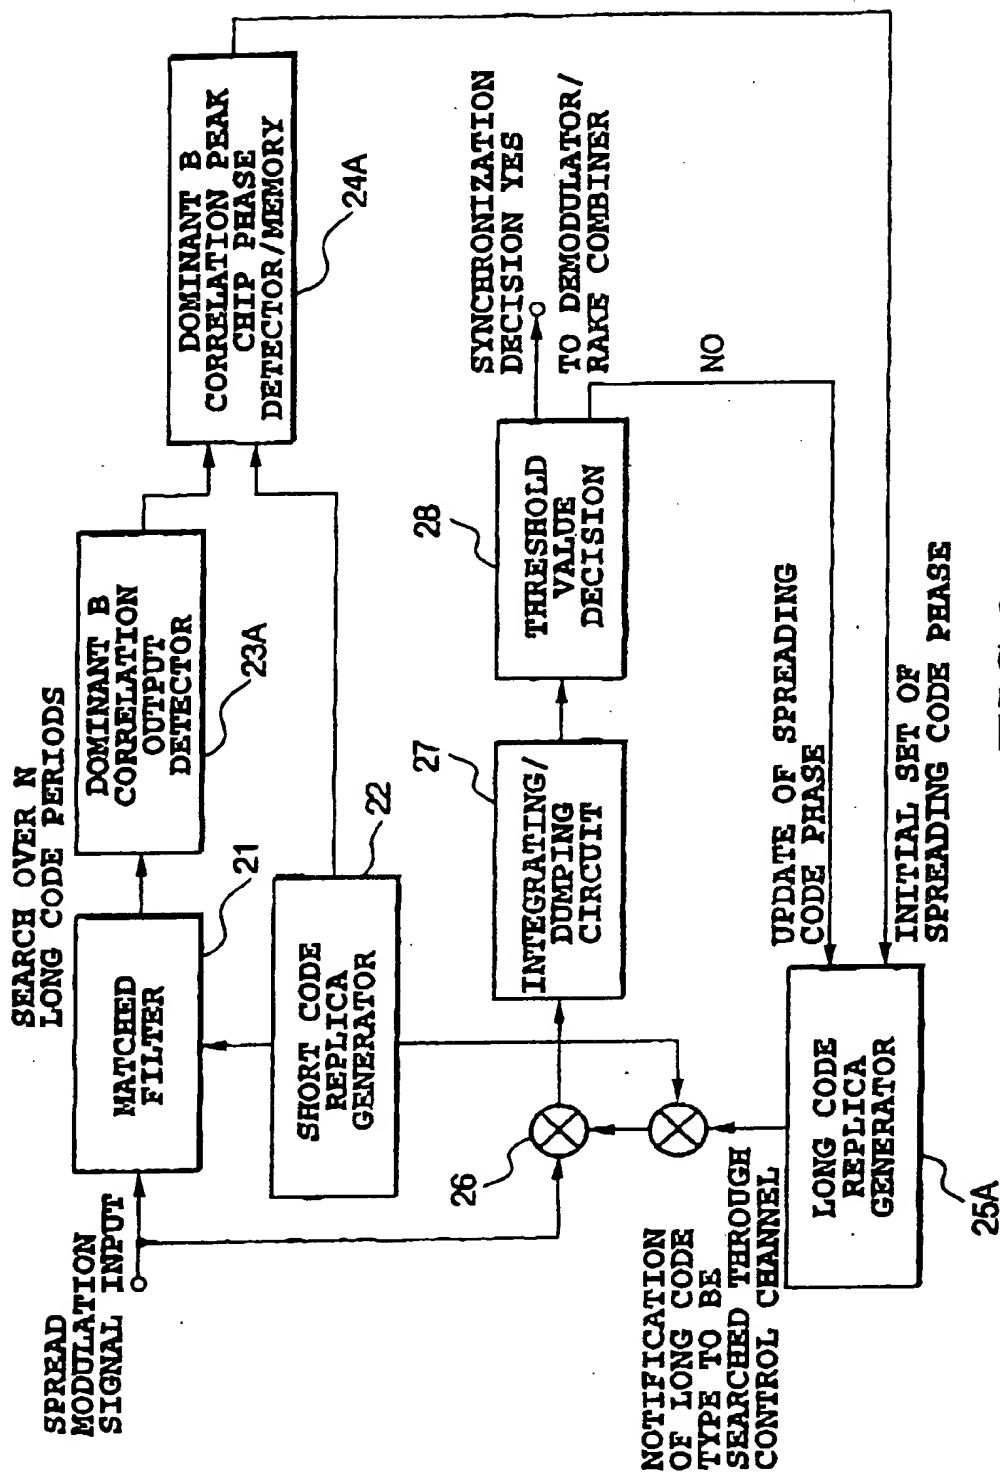 SPREAD
MODULATION
SIGNAL INPUT
SEARCH OVER N
LONG CODE PERIODS
MATCHED
FILTER
21
DOMINANT B
CORRELATION
OUTPUT
DETECTOR
23A
DOMINANT B
CORRELATION PEAK
CHIP PHASE
DETECTOR/MEMORY
24A
SHORT CODE
REPLICA
GENERATOR
22
26
INTEGRATING/
DUMPING
CIRCUIT
27
THRESHOLD
VALUE
DECISION
28
SYNCHRONIZATION
DECISION YES
TO DEMODULATOR/
RAKE COMBINER
NO
NOTIFICATION
OF LONG CODE
TYPE TO BE
SEARCHED THROUGH
CONTROL CHANNEL
LONG CODE
REPLICA
GENERATOR
25A
UPDATE OF SPREADING
CODE PHASE
INITIAL SET OF
SPREADING CODE PHASE